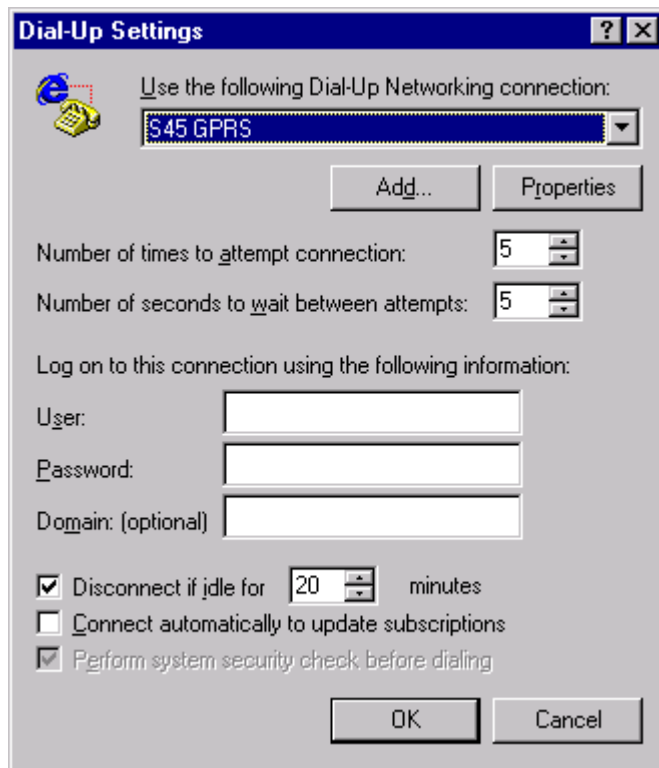 Dial-Up Settings
Use the following Dial-Up Networking connection:
S45 GPRS
Add... Properties
Number of times to attempt connection: 5
Number of seconds to wait between attempts: 5
Log on to this connection using the following information:
User:
Password:
Domain: (optional)
Disconnect if idle for 20 minutes
Connect automatically to update subscriptions
Perform system security check before dialing
OK Cancel